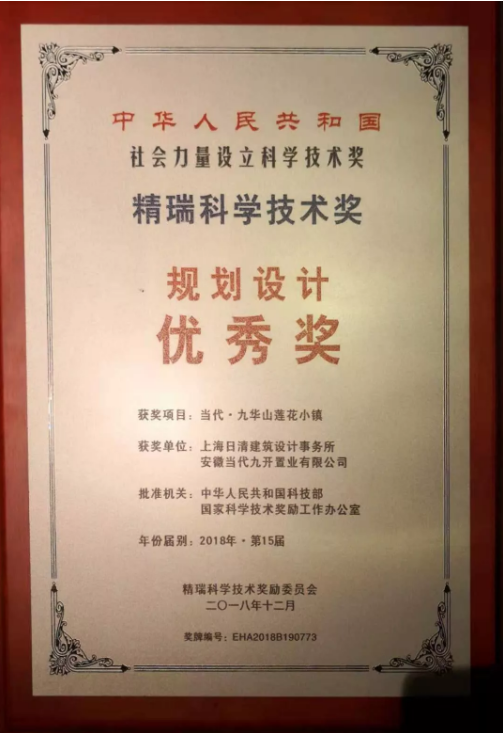 中华人民共和国
社会力量设立科学技术奖
精瑞科学技术奖
规划设计
优秀奖
获奖项目：当代·九华山莲花小镇
获奖单位：上海日清建筑设计事务所
安徽当代九开置业有限公司
批准机关：中华人民共和国科技部
国家科学技术奖励工作办公室
年份届别：2018年·第15届
精瑞科学技术奖励委员会
二〇一八年十二月
奖牌编号：EHA2018B190773